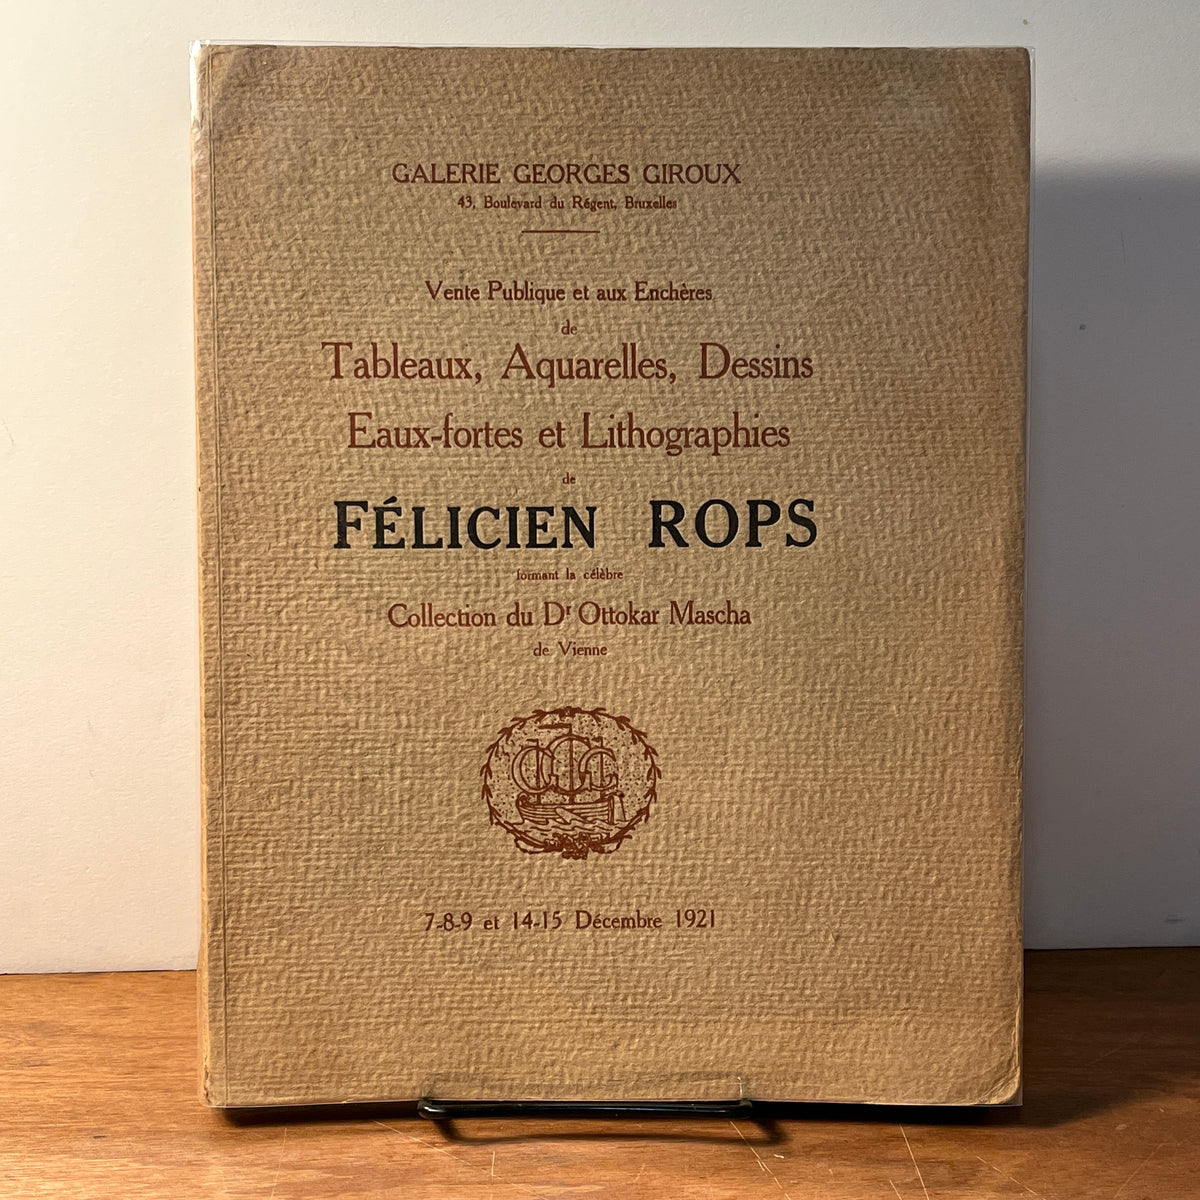 GALERIE GEORGES GIROUX
43, Boulevard du Régent, Bruxelles
Vente Publique et aux Enchères
de
Tableaux, Aquarelles, Dessins
Eaux-fortes et Lithographies
de
FÉLICIEN ROPS
formant la célèbre
Collection du Dr Ottokar Mascha
de Vienne
GGG
7-8-9 et 14-15 Décembre 1921